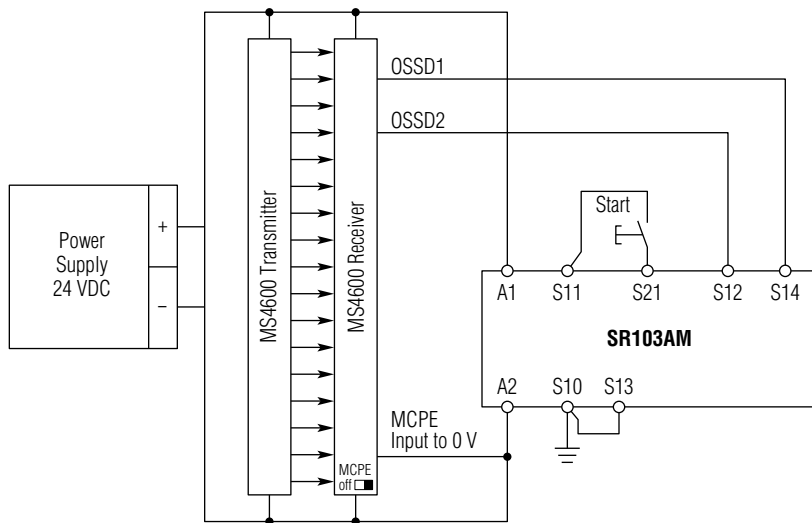 OSSD1
OSSD2
Power
Supply
24 VDC
+
−
MS4600 Transmitter
MS4600 Receiver
Start
A1
S11
S21
S12
S14
SR103AM
A2
S10
S13
MCPE
Input to 0 V
MCPE
off